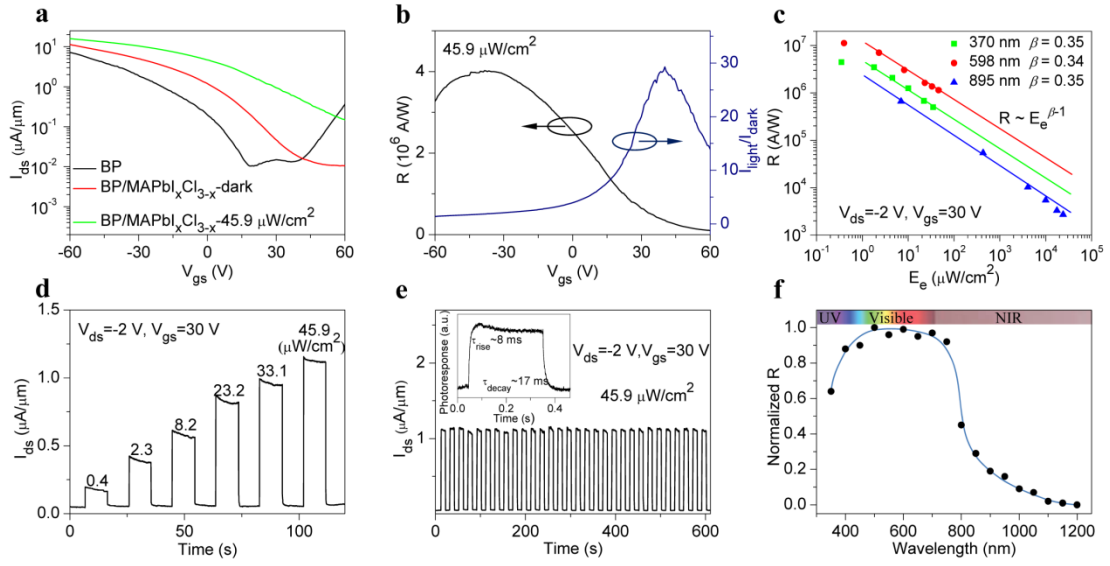 a
10¹
10⁰
10⁻¹
10⁻²
10⁻³
10⁻²
I_ds (μA/μm)
BP
BP/MAPbI_xCl_3-x-dark
BP/MAPbI_xCl_3-x-45.9 μW/cm²
-60 -30 0 30 60
V_gs (V)
b
45.9 μW/cm²
4
2
0
R (10⁶ A/W)
30
20
10
0
I_light/I_dark
-60 -30 0 30 60
V_gs (V)
c
370 nm β = 0.35
598 nm β = 0.34
895 nm β = 0.35
R ~ E_e^β-1
V_ds=-2 V, V_gs=30 V
10⁷
10⁶
10⁵
10⁴
10³
R (A/W)
10⁻¹ 10⁰ 10¹ 10² 10³ 10⁴ 10⁵
E_e (μW/cm²)
d
V_ds=-2 V, V_gs=30 V
45.9
(μW/cm²)
33.1
23.2
8.2
2.3
0.4
1.5
1.0
0.5
0.0
I_ds (μA/μm)
0 50 100
Time (s)
e
τ_rise~8 ms
τ_decay~17 ms
Photoresponse (a.u.)
0.0 0.2 0.4
Time (s)
V_ds=-2 V,V_gs=30 V
45.9 μW/cm²
2
1
0
I_ds (μA/μm)
0 200 400 600
Time (s)
f
UV Visible NIR
1.0
0.8
0.6
0.4
0.2
0.0
Normalized R
400 600 800 1000 1200
Wavelength (nm)